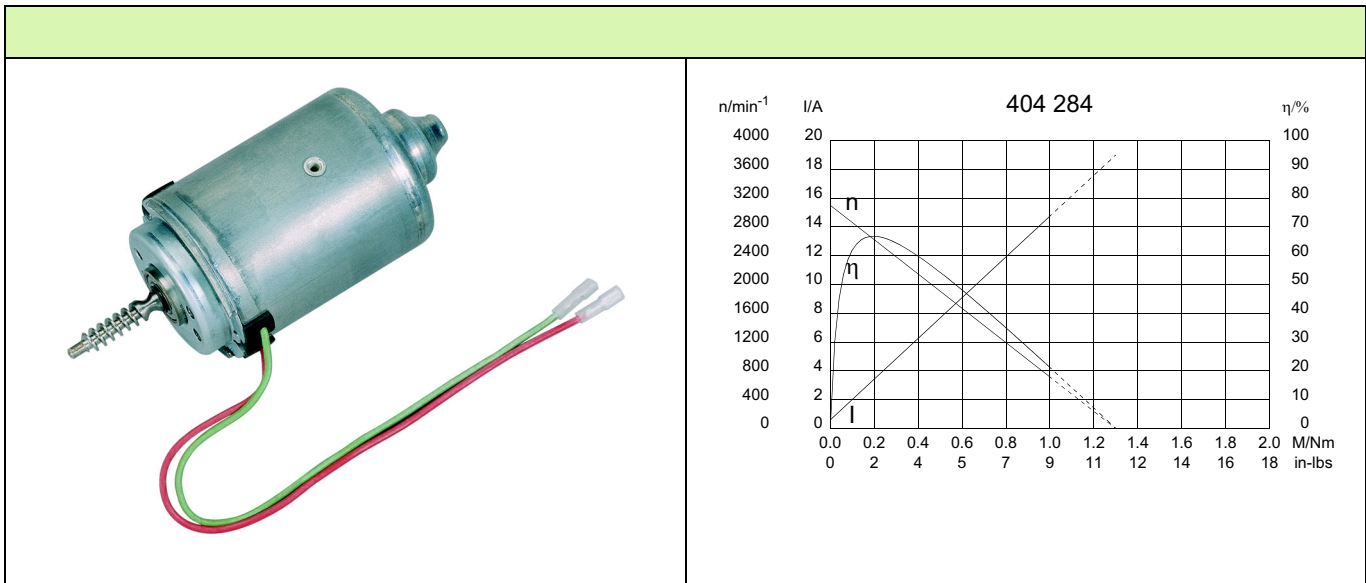 404 284
n/min-1 I/A η/%
4000 20 100
3600 18 90
3200 16 80
2800 14 70
2400 12 60
2000 10 50
1600 8 40
1200 6 30
800 4 20
400 2 10
0 0 0
n
η
I
0.0 0.2 0.4 0.6 0.8 1.0 1.2 1.4 1.6 1.8 2.0 M/Nm
0 2 4 5 7 9 11 12 14 16 18 in-lbs